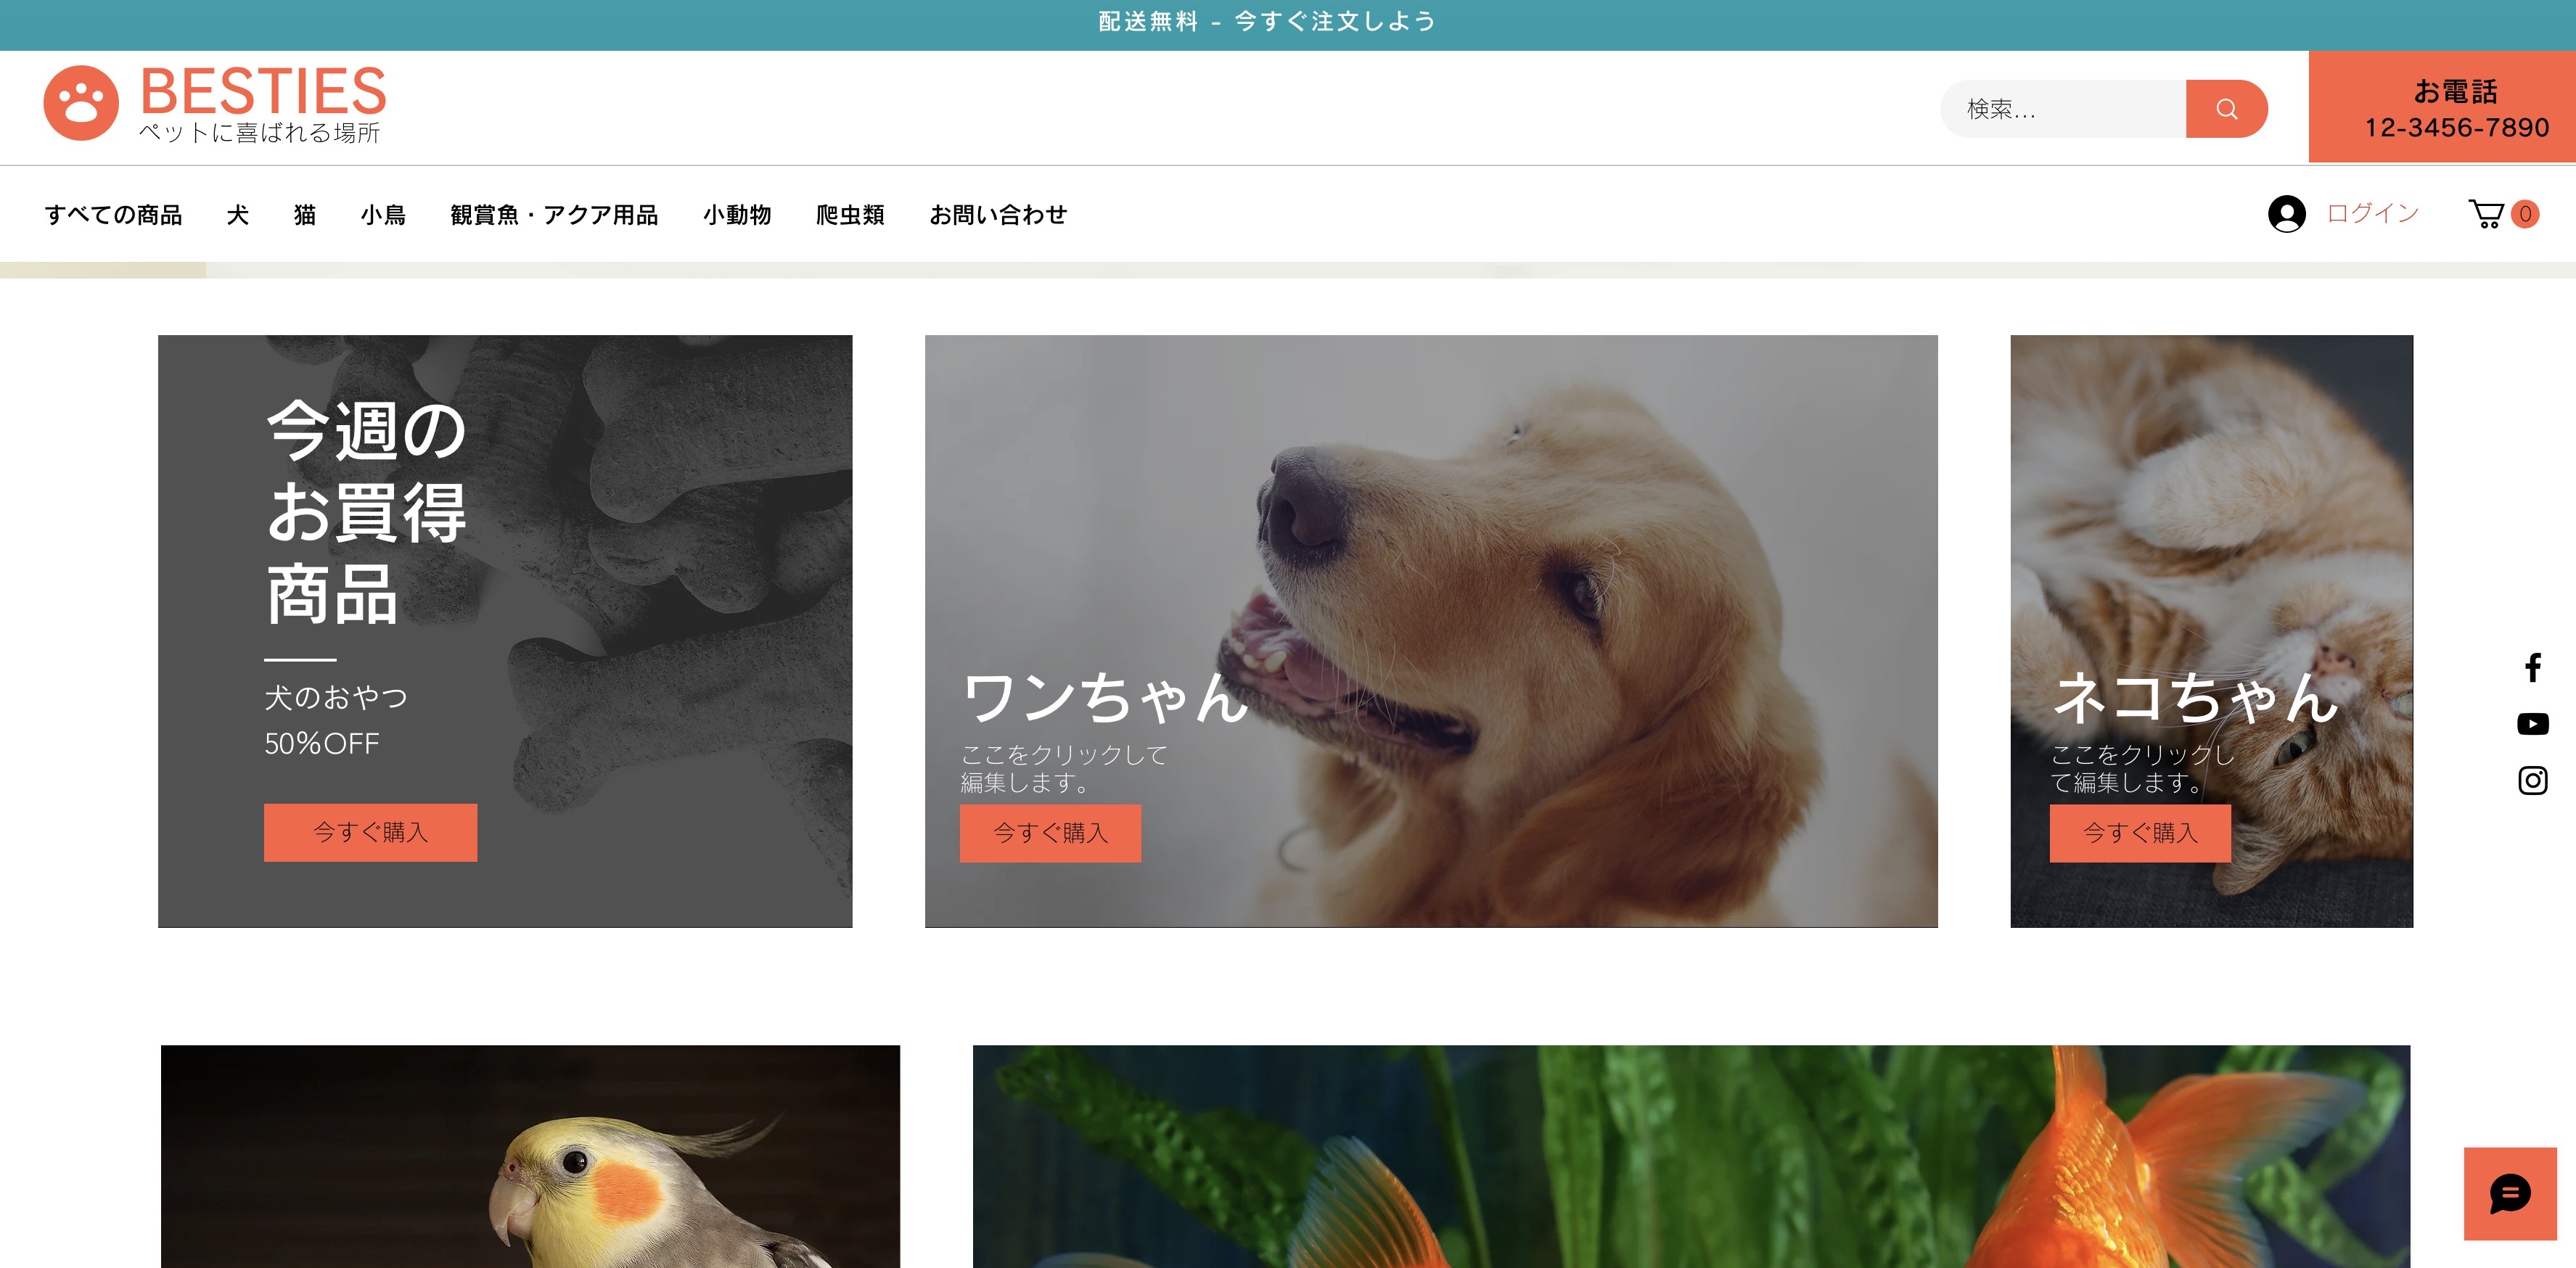 配送無料 - 今すぐ注文しよう
BESTIES
ペットに喜ばれる場所
検索...
お電話
12-3456-7890
すべての商品 犬 猫 小鳥 観賞魚・アクア用品 小動物 爬虫類 お問い合わせ
ログイン
0
今週の
お買得
商品
犬のおやつ
50%OFF
今すぐ購入
ワンちゃん
ここをクリックして
編集します。
今すぐ購入
ネコちゃん
ここをクリックし
て編集します。
今すぐ購入